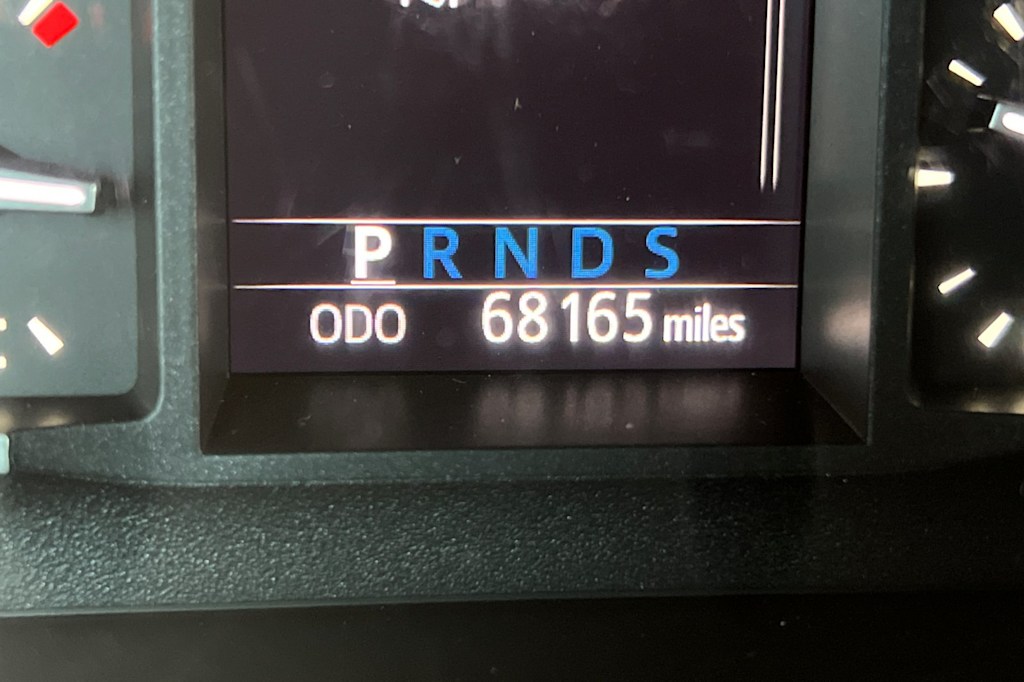 P R N D S
ODO 68165 miles